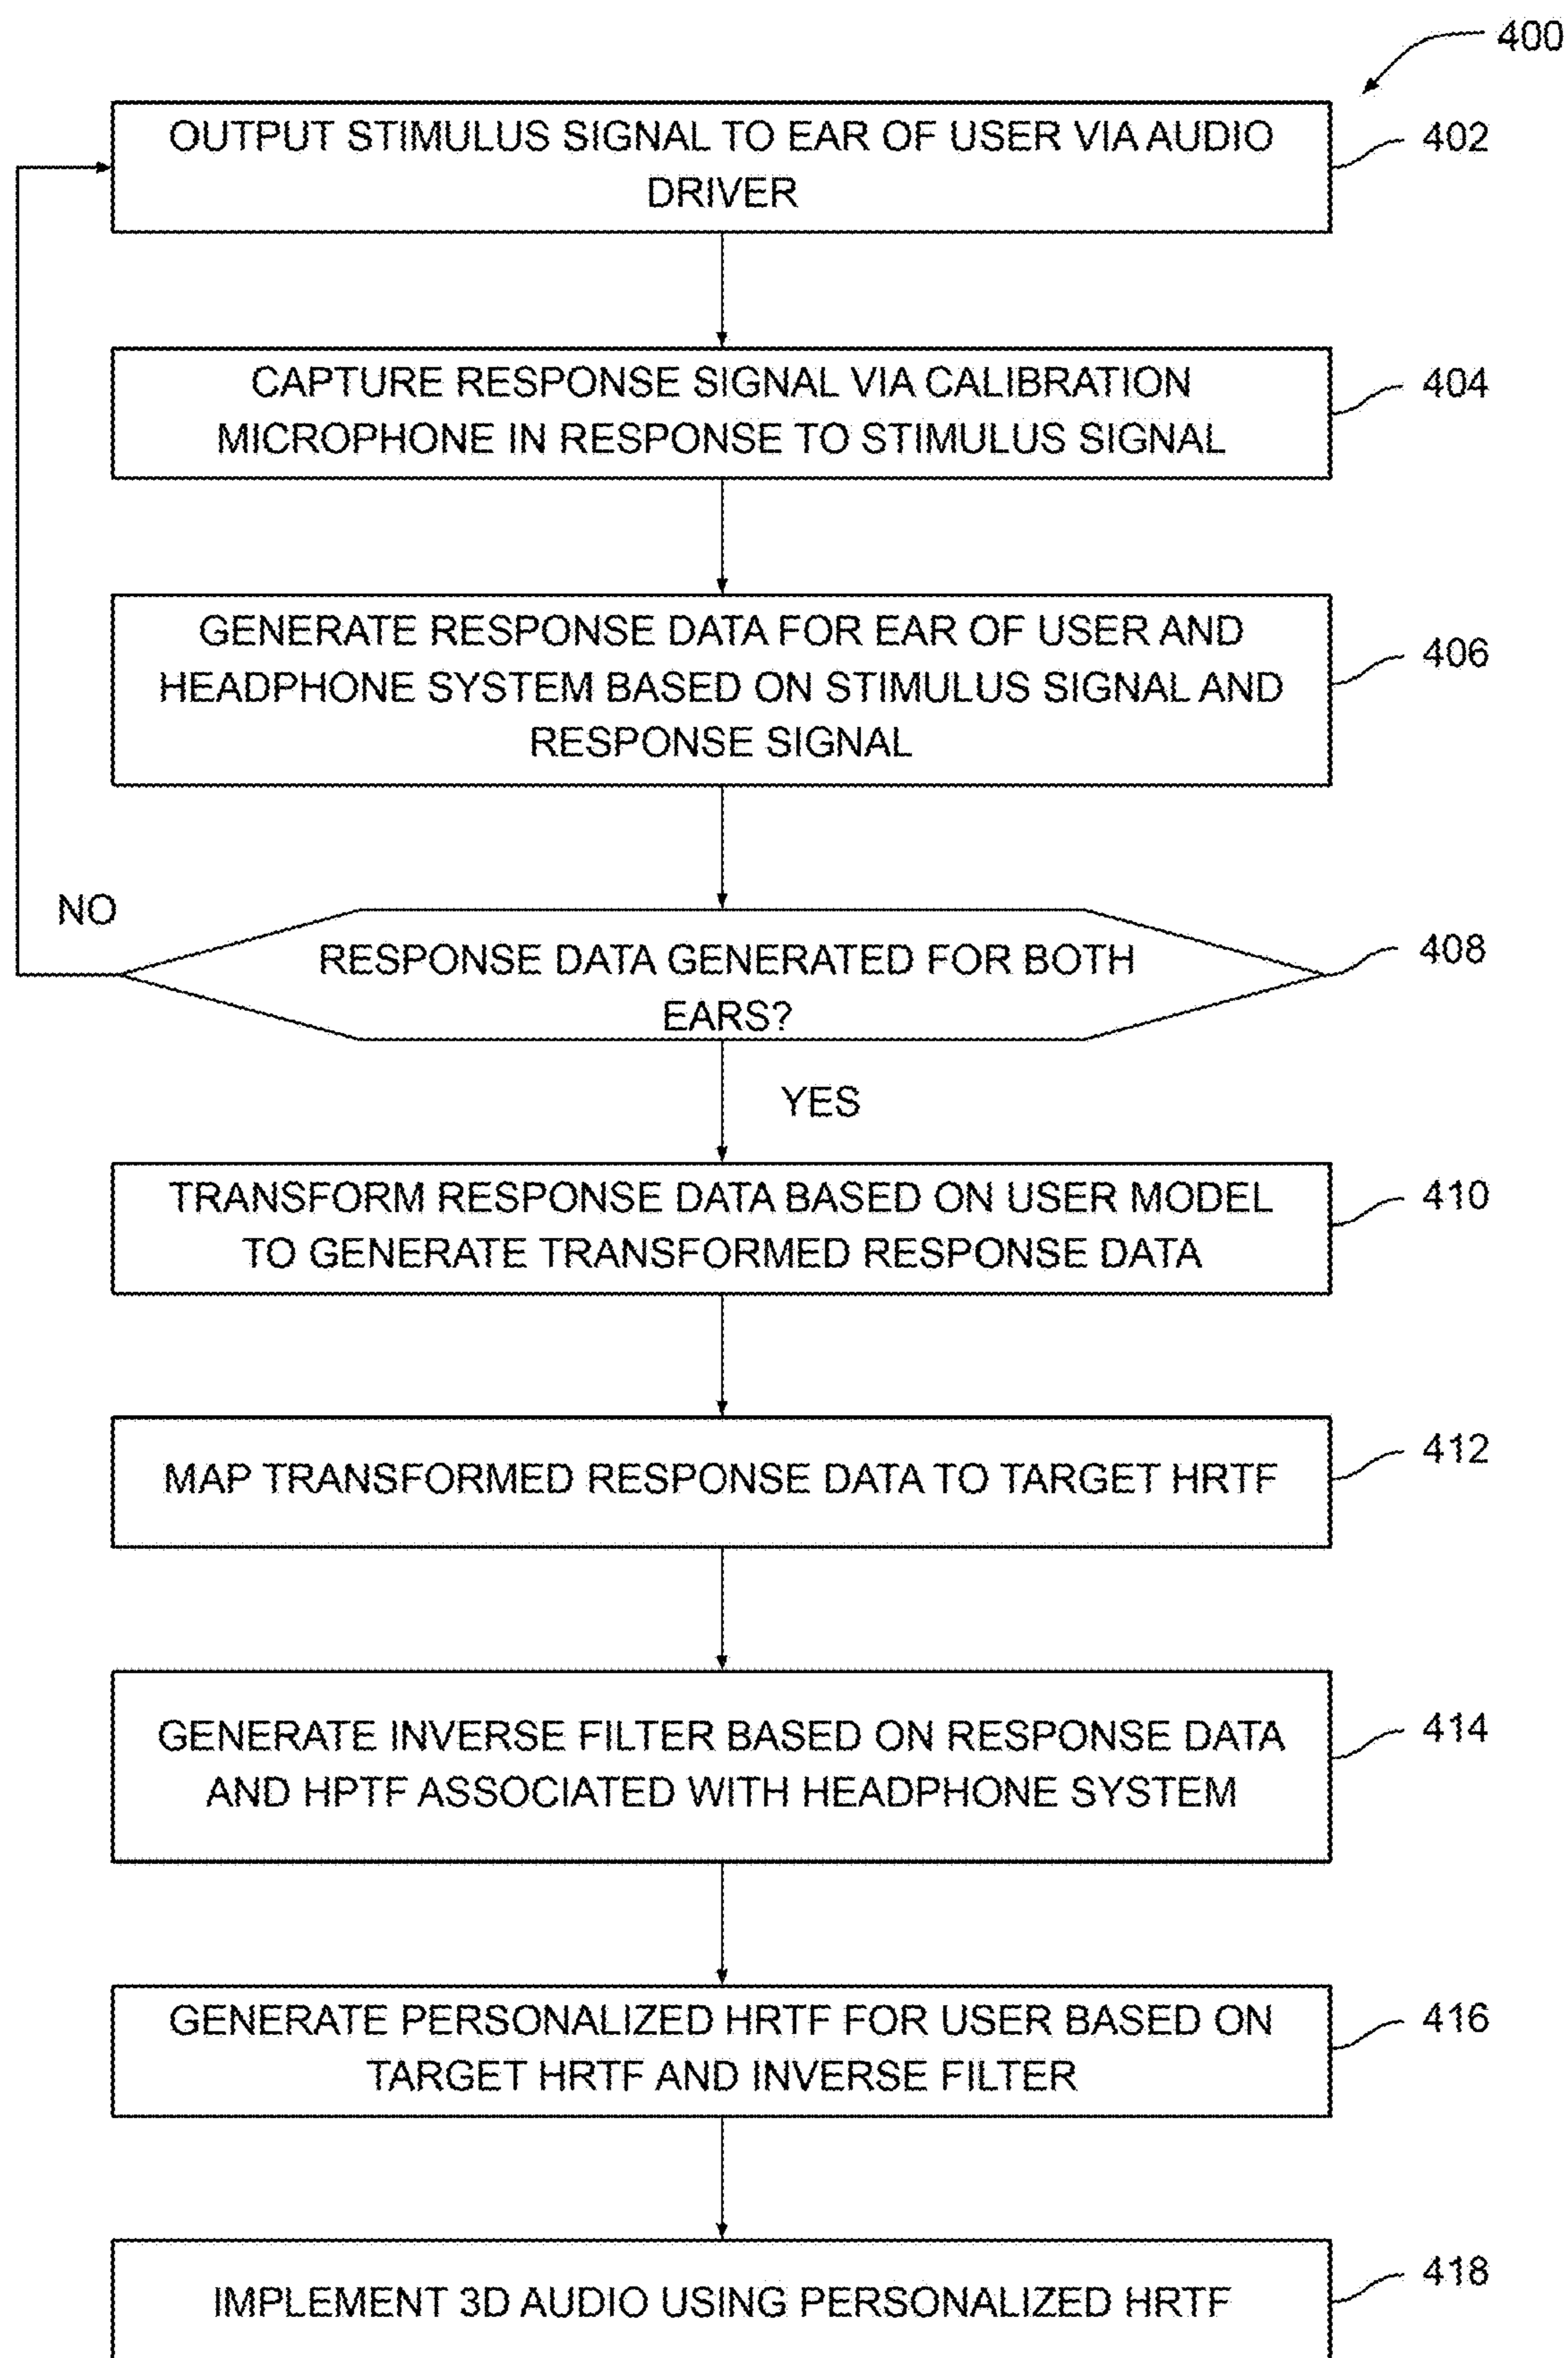 400
OUTPUT STIMULUS SIGNAL TO EAR OF USER VIA AUDIO
DRIVER
402
CAPTURE RESPONSE SIGNAL VIA CALIBRATION
MICROPHONE IN RESPONSE TO STIMULUS SIGNAL
404
GENERATE RESPONSE DATA FOR EAR OF USER AND
HEADPHONE SYSTEM BASED ON STIMULUS SIGNAL AND
RESPONSE SIGNAL
406
NO
RESPONSE DATA GENERATED FOR BOTH
EARS?
408
YES
TRANSFORM RESPONSE DATA BASED ON USER MODEL
TO GENERATE TRANSFORMED RESPONSE DATA
410
MAP TRANSFORMED RESPONSE DATA TO TARGET HRTF
412
GENERATE INVERSE FILTER BASED ON RESPONSE DATA
AND HPTF ASSOCIATED WITH HEADPHONE SYSTEM
414
GENERATE PERSONALIZED HRTF FOR USER BASED ON
TARGET HRTF AND INVERSE FILTER
416
IMPLEMENT 3D AUDIO USING PERSONALIZED HRTF
418